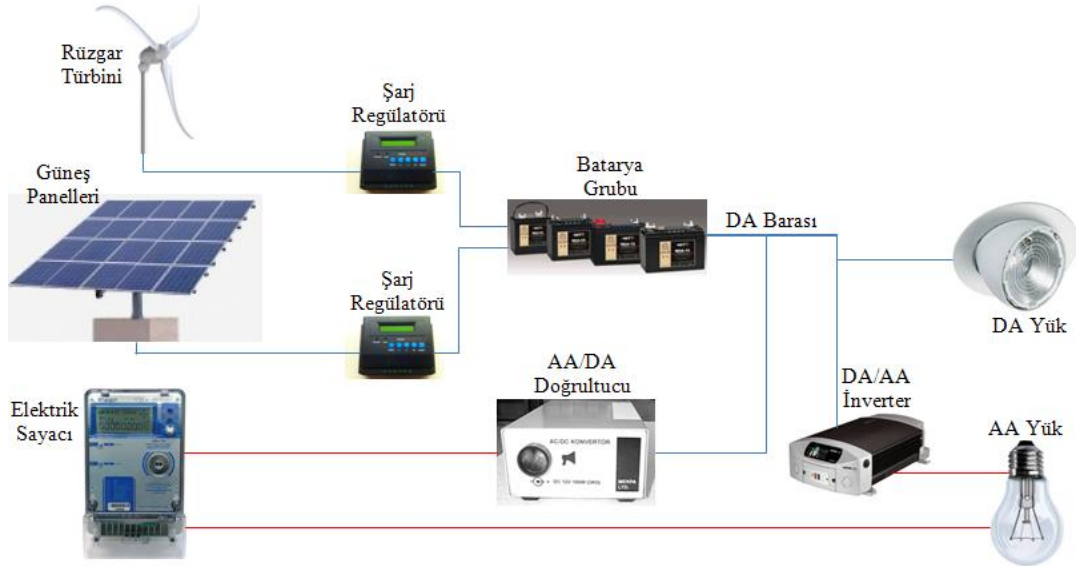 Rüzgar
Türbini
Şarj
Regülatörü
Güneş
Panelleri
Batarya
Grubu
DA Barası
Şarj
Regülatörü
DA Yük
AA/DA
Doğrultucu
DA/AA
İnverter
Elektrik
Sayacı
AA Yük
AC/DC KONVERTOR